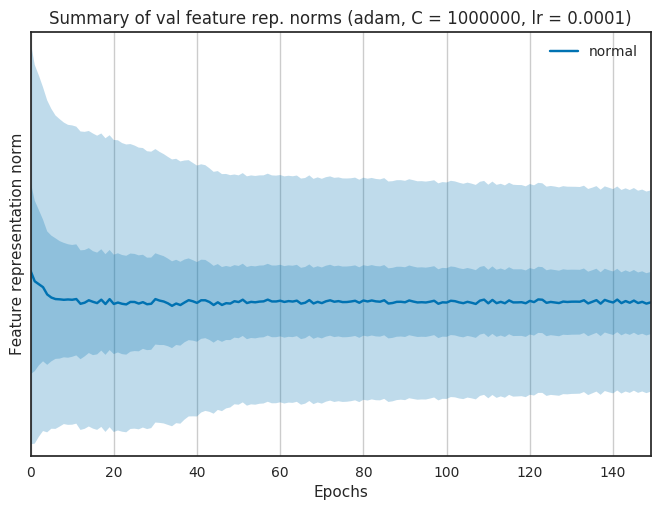 Summary of val feature rep. norms (adam, C = 1000000, lr = 0.0001)
normal
Feature representation norm
0 20 40 60 80 100 120 140
Epochs